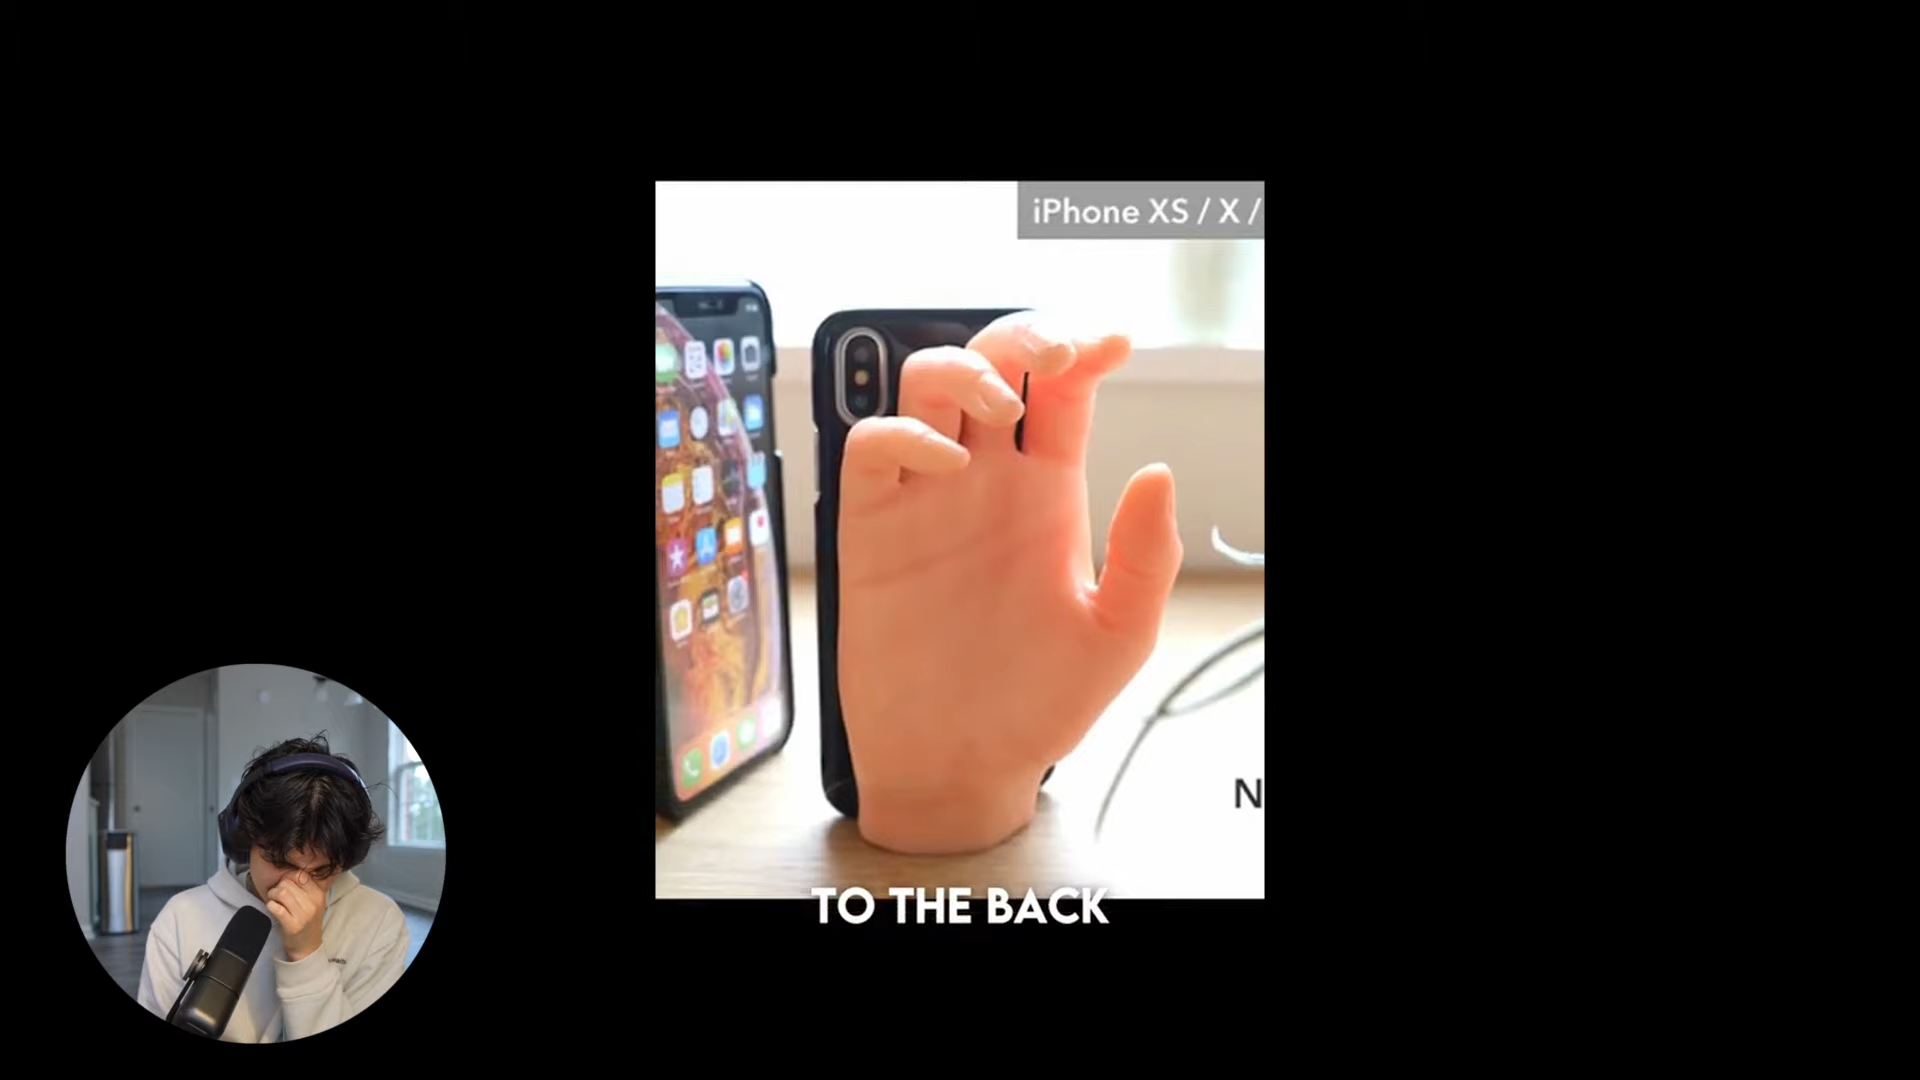 iPhone XS / X /
N
TO THE BACK